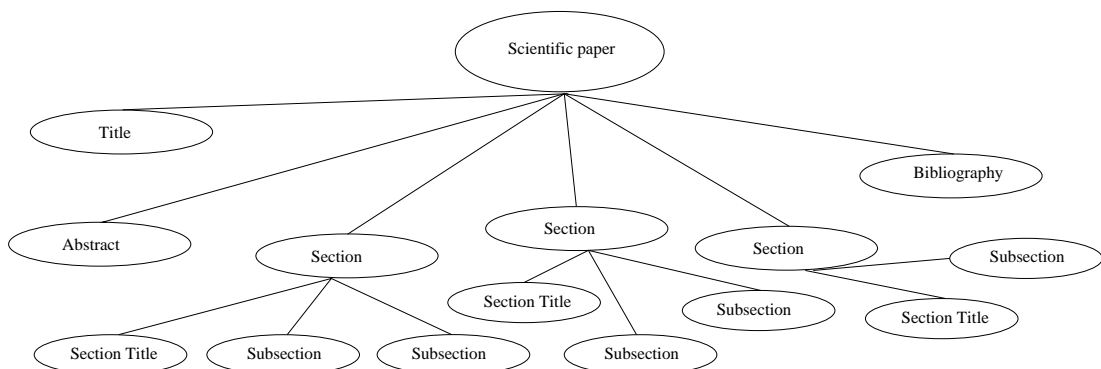 Scientific paper
Title
Bibliography
Abstract
Section
Section
Section
Subsection
Section Title
Subsection
Section Title
Section Title
Subsection
Subsection
Subsection